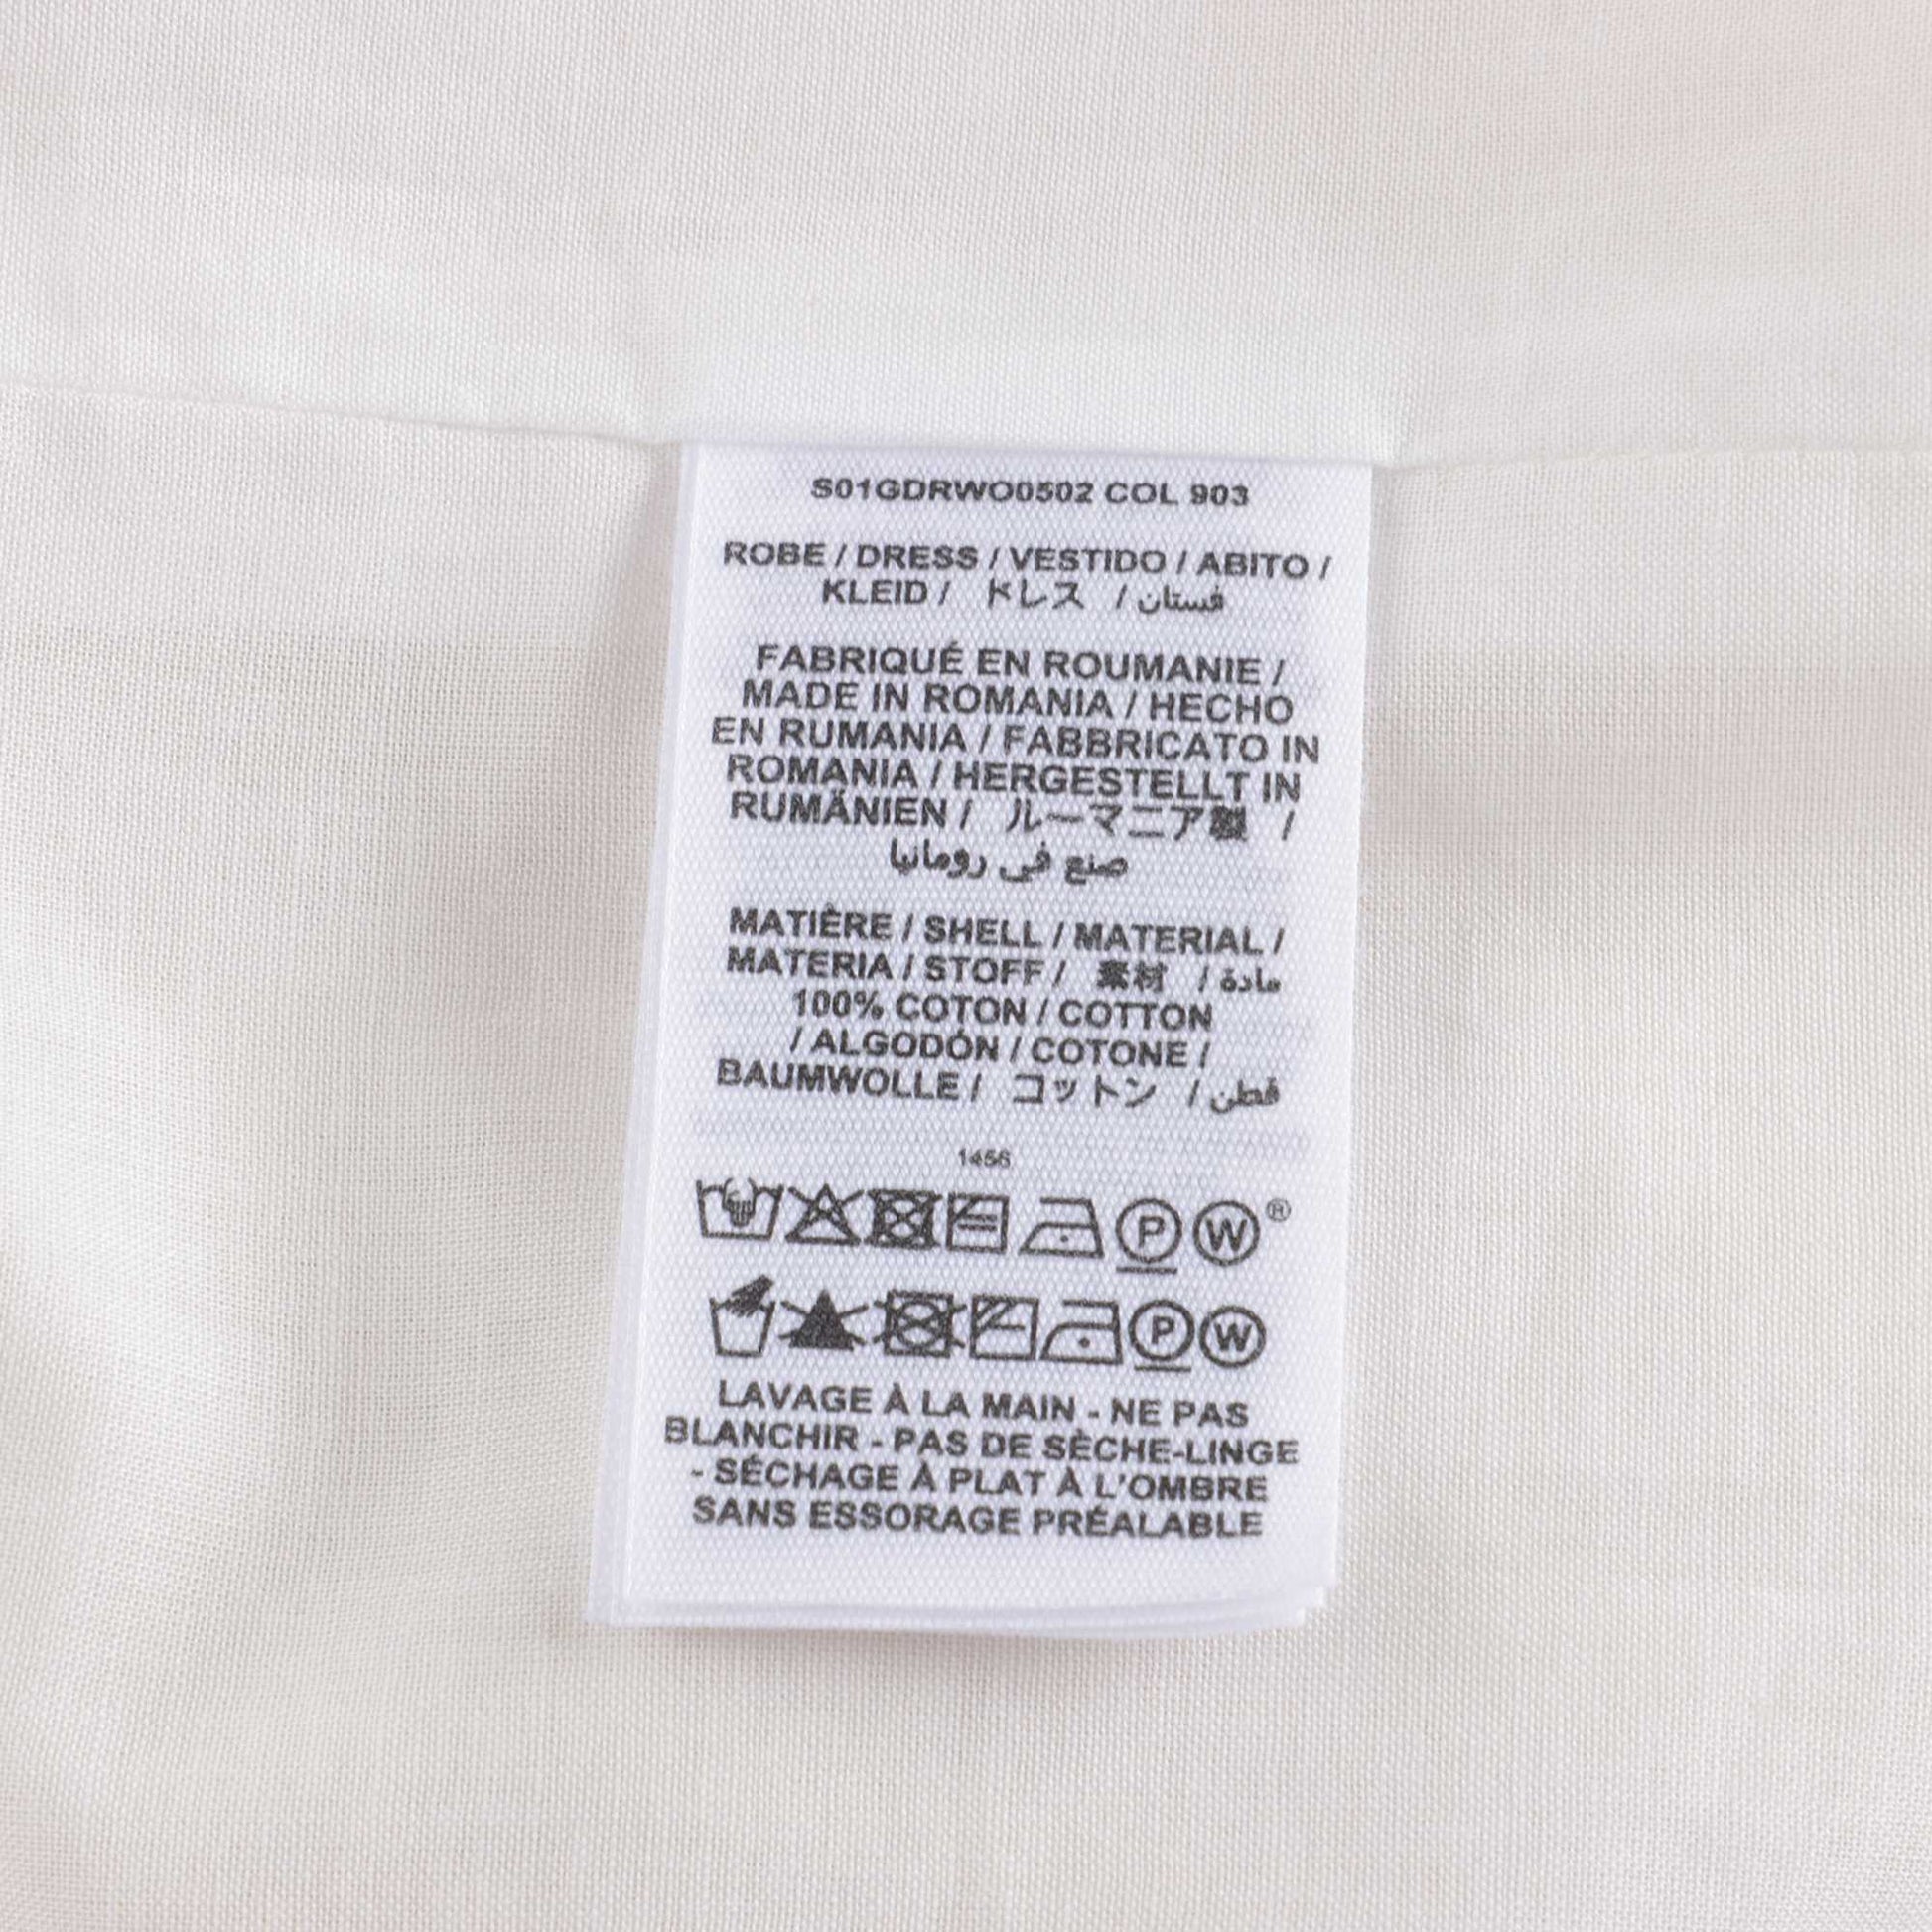 S01GDRWO0502 COL 903
ROBE / DRESS / VESTIDO / ABITO /
KLEID / ドレス / فستان
FABRIQUÉ EN ROUMANIE /
MADE IN ROMANIA / HECHO
EN RUMANIA / FABBRICATO IN
ROMANIA / HERGESTELLT IN
RUMÄNIEN / ルーマニア製 /
صنع في رومانيا
MATIÈRE / SHELL / MATERIAL /
MATERIA / STOFF / 素材 / مادة
100% COTON / COTTON
/ ALGODÓN / COTONE /
BAUMWOLLE / コットン / قطن
1456
P W ®
P W
LAVAGE À LA MAIN - NE PAS
BLANCHIR - PAS DE SÈCHE-LINGE
- SÉCHAGE À PLAT À L'OMBRE
SANS ESSORAGE PRÉALABLE